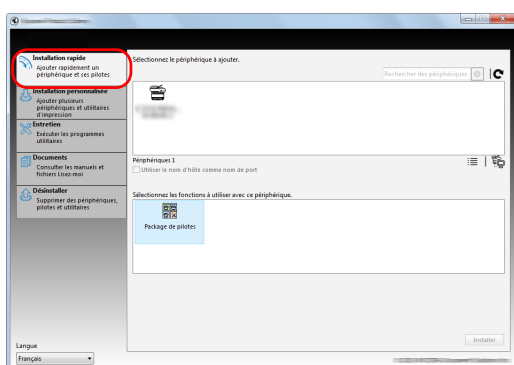 Installation rapide
Ajouter rapidement un
périphérique et ses pilotes
Installation personnalisée
Ajouter plusieurs
périphériques et utilitaires
d'impression
Entretien
Exécuter les programmes
utilitaires
Documents
Consulter les manuels et
fichiers Lisez-moi
Désinstaller
Supprimer des périphériques,
pilotes et utilitaires
Langue
Français
Sélectionnez le périphérique à ajouter.
Rechercher des périphériques
Périphériques 1
Utiliser le nom d'hôte comme nom de port
Sélectionnez les fonctions à utiliser avec ce périphérique.
Package de pilotes
Installer